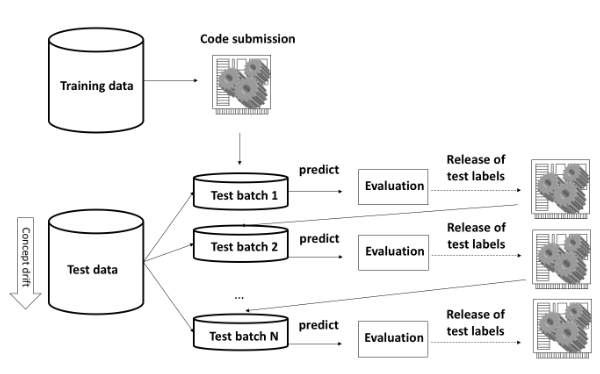 Code submission
Training data
Test batch 1
predict
Evaluation
Release of
test labels
Concept drift
Test data
Test batch 2
predict
Evaluation
Release of
test labels
...
Test batch N
predict
Evaluation
Release of
test labels